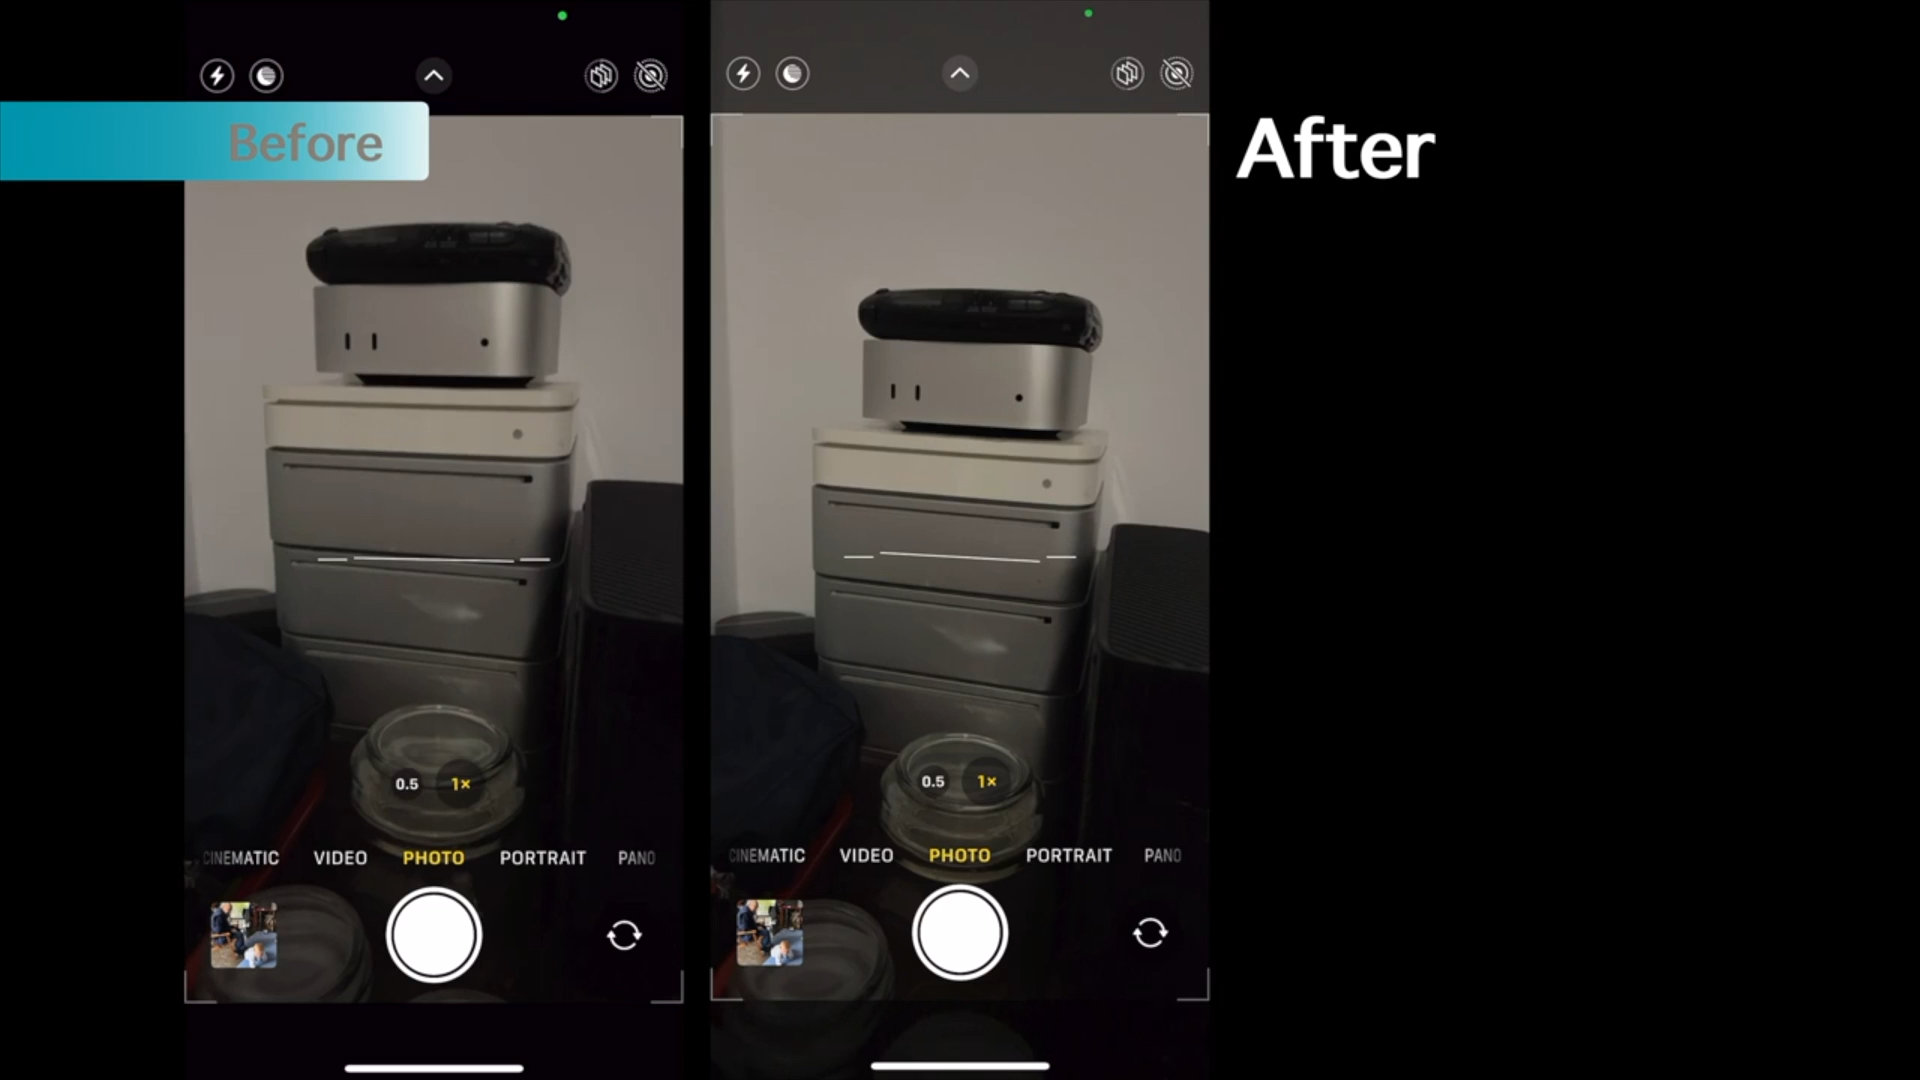 Before
After
0.5 1×
CINEMATIC VIDEO PHOTO PORTRAIT PANO
0.5 1×
CINEMATIC VIDEO PHOTO PORTRAIT PANO